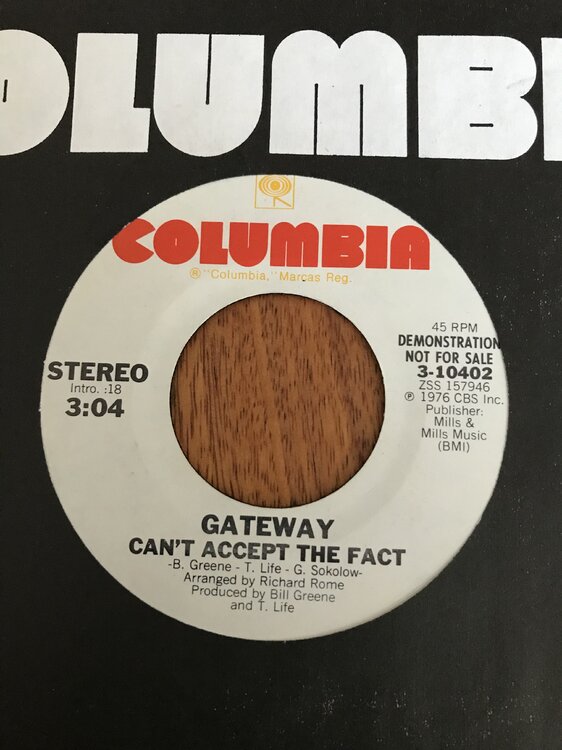 OLUMB
COLUMBIA
® "Columbia," Marcas Reg.
STEREO
Intro. :18
3:04
45 RPM
DEMONSTRATION
NOT FOR SALE
3-10402
ZSS 157946
℗ 1976 CBS Inc.
Publisher:
Mills &
Mills Music
(BMI)
GATEWAY
CAN'T ACCEPT THE FACT
-B. Greene - T. Life - G. Sokolow-
Arranged by Richard Rome
Produced by Bill Greene
and T. Life